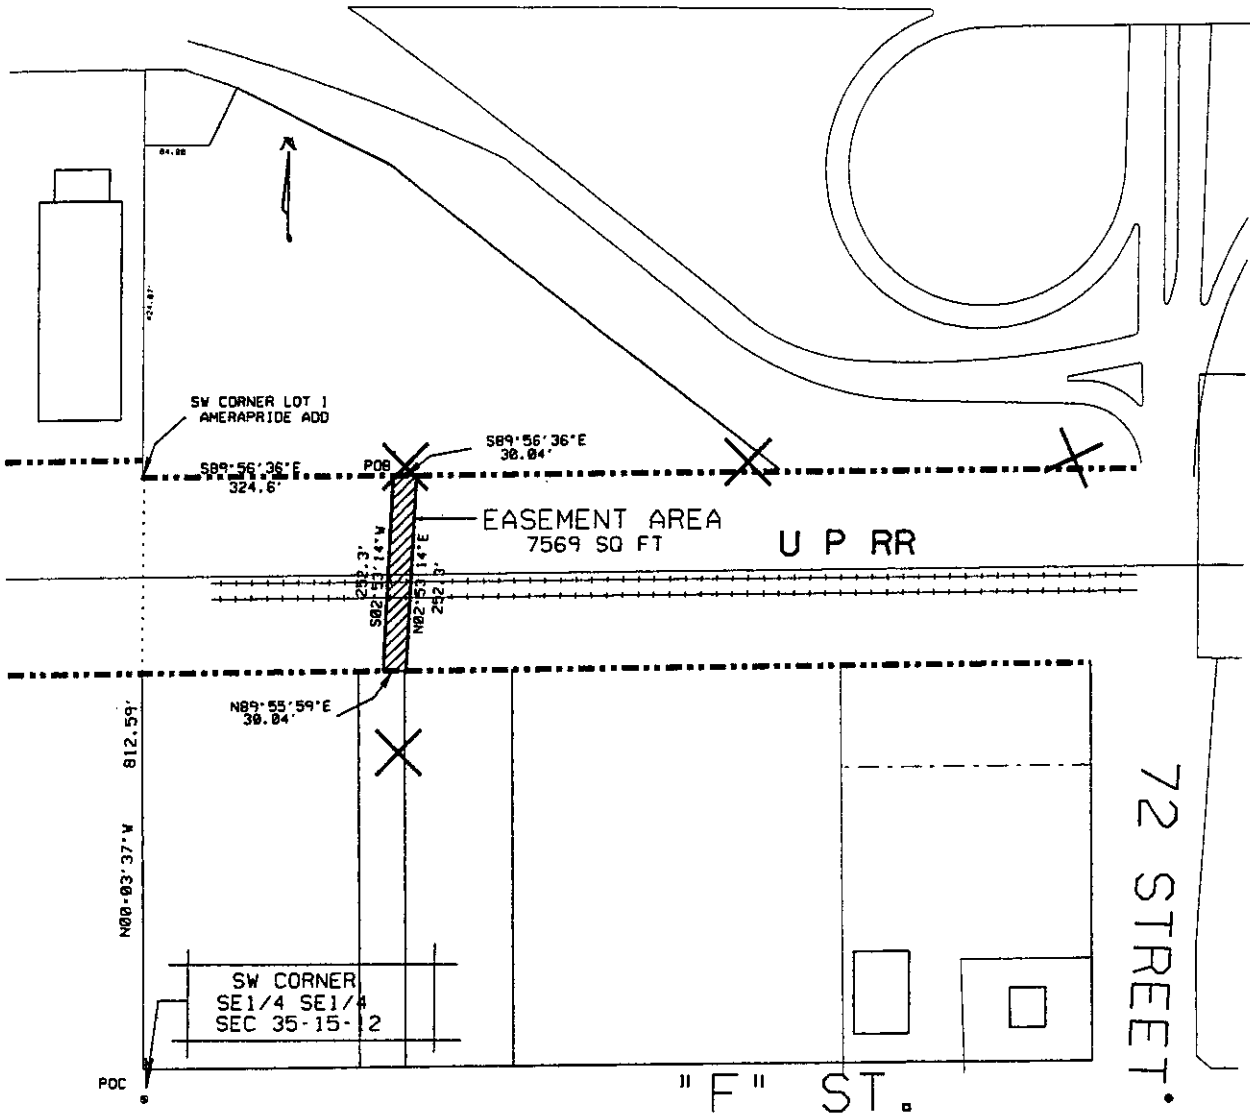 84.88
424.87'
SW CORNER LOT 1
AMERAPRIDE ADD
S89°56'36"E
324.6'
POB
S89°56'36"E
30.04'
EASEMENT AREA
7569 SQ FT
U P RR
252.3'
S02°53'14"W
N02°53'14"E
252.3'
N89°55'59"E
30.04'
812.59'
N00°03'37"W
SW CORNER
SE1/4 SE1/4
SEC 35-15-12
POC
72 STREET.
"F" ST.